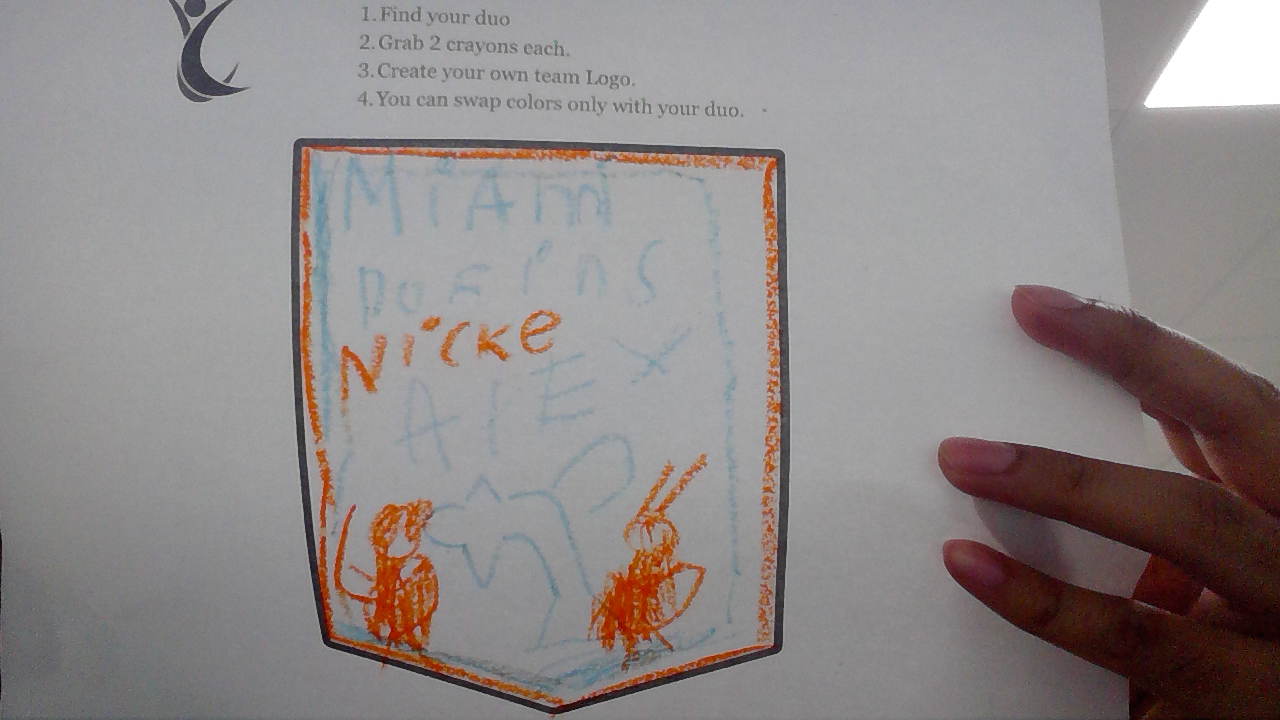 1. Find your duo
2. Grab 2 crayons each.
3. Create your own team Logo.
4. You can swap colors only with your duo.
MiAmi
DoFins
NiCKe
AlEX